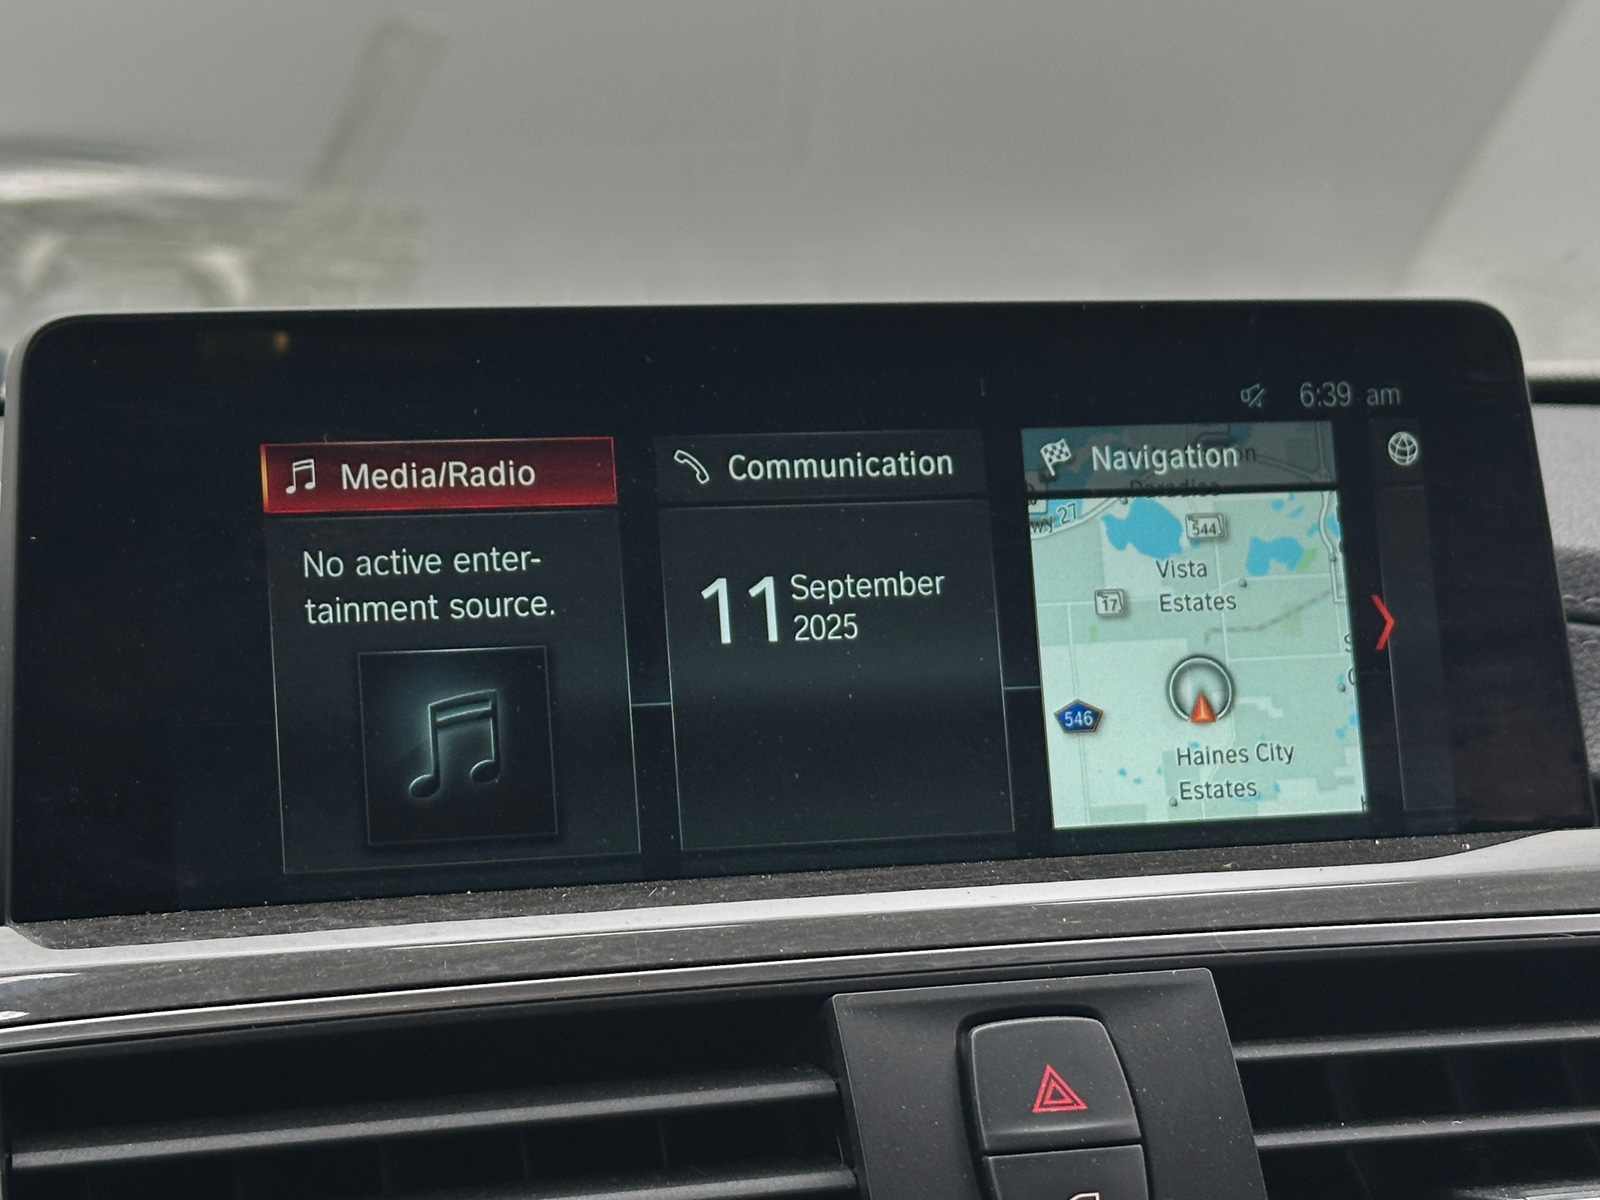 6:39 am
Media/Radio
No active enter-
tainment source.
Communication
11 September
2025
Navigation
27
544
Vista
Estates
17
546
Haines City
Estates